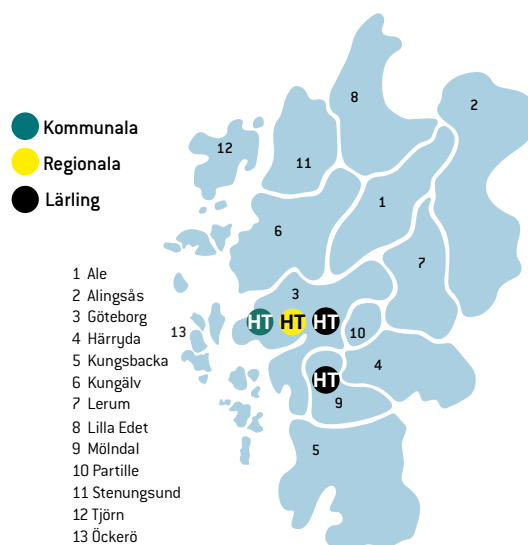 Kommunala
Regionala
Lärling
8
2
12
11
1
6
7
3
HT
HT
HT
10
13
4
HT
9
5
1 Ale
2 Alingsås
3 Göteborg
4 Härryda
5 Kungsbacka
6 Kungälv
7 Lerum
8 Lilla Edet
9 Mölndal
10 Partille
11 Stenungsund
12 Tjörn
13 Öckerö